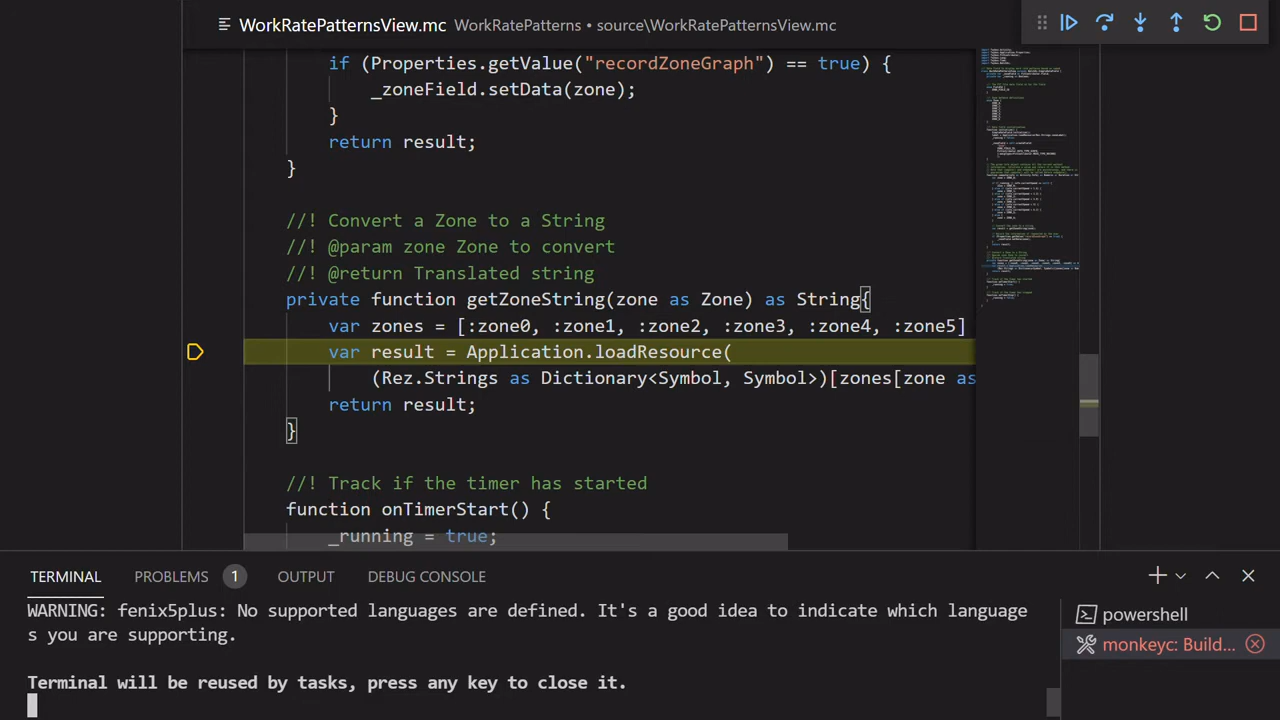 WorkRatePatternsView.mc WorkRatePatterns • source\WorkRatePatternsView.mc
if (Properties.getValue("recordZoneGraph") == true) {
_zoneField.setData(zone);
}
return result;
}
//! Convert a Zone to a String
//! @param zone Zone to convert
//! @return Translated string
private function getZoneString(zone as Zone) as String{
var zones = [:zone0, :zone1, :zone2, :zone3, :zone4, :zone5]
var result = Application.loadResource(
(Rez.Strings as Dictionary<Symbol, Symbol>)[zones[zone as
return result;
}
//! Track if the timer has started
function onTimerStart() {
_running = true;
TERMINAL PROBLEMS 1 OUTPUT DEBUG CONSOLE
WARNING: fenix5plus: No supported languages are defined. It's a good idea to indicate which language
s you are supporting.
Terminal will be reused by tasks, press any key to close it.
powershell
monkeyc: Build...